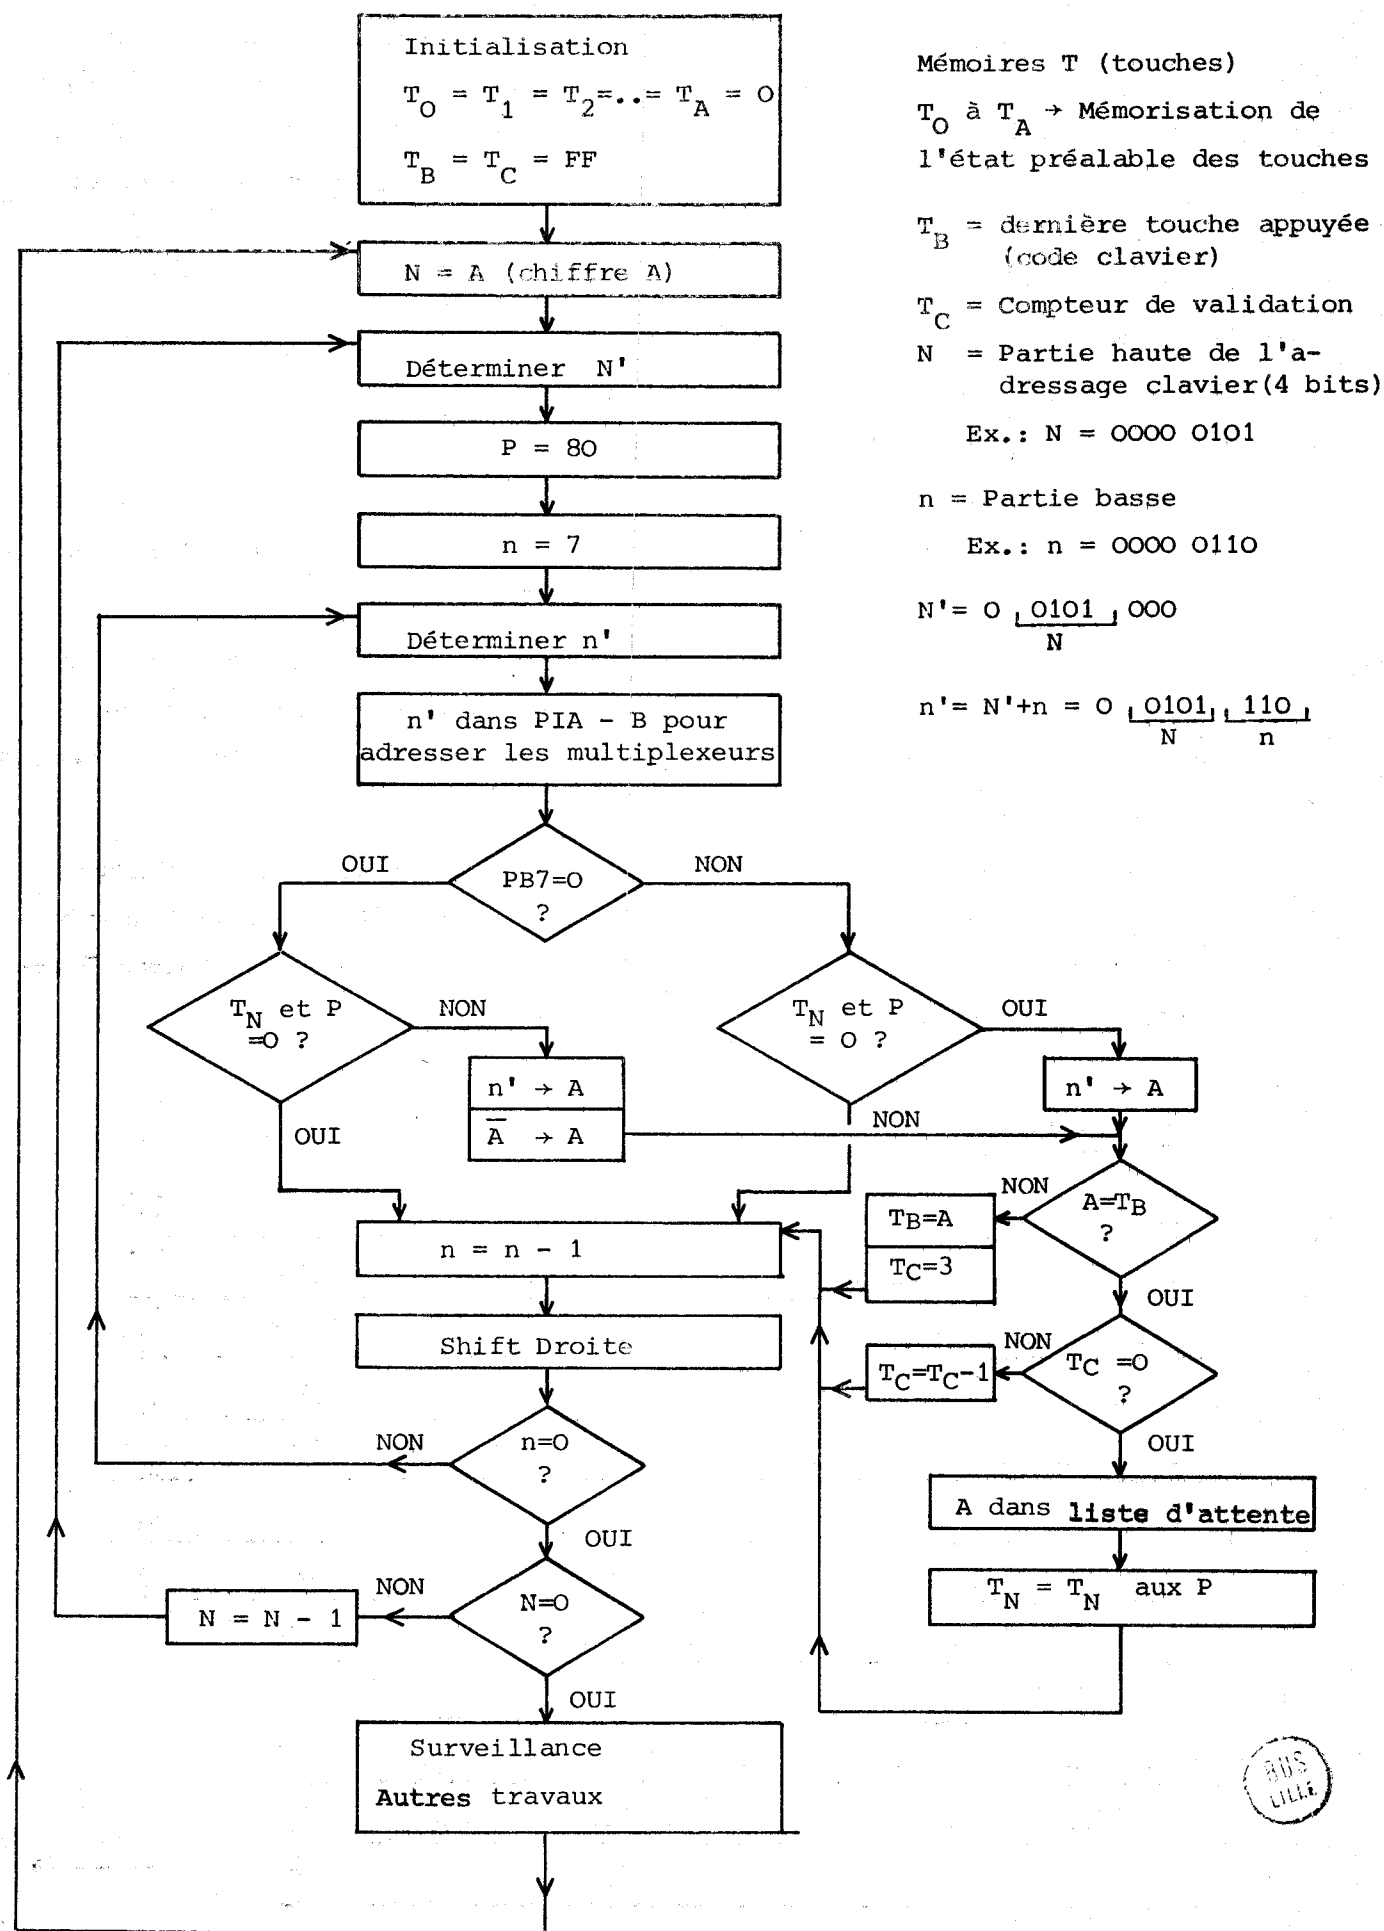 Initialisation
T0 = T1 = T2=..= TA = 0
TB = TC = FF
N = A (chiffre A)
Déterminer N'
P = 80
n = 7
Déterminer n'
n' dans PIA - B pour
adresser les multiplexeurs
OUI
PB7=0
?
NON
TN et P
=0 ?
NON
n' → A
A̅ → A
OUI
TN et P
= 0 ?
OUI
n' → A
NON
A=TB
?
NON
TB=A
TC=3
OUI
TC =0
?
NON
TC=TC-1
OUI
A dans liste d'attente
TN = TN aux P
n = n - 1
Shift Droite
n=0
?
NON
OUI
N=0
?
NON
N = N - 1
OUI
Surveillance
Autres travaux
Mémoires T (touches)
T0 à TA → Mémorisation de
l'état préalable des touches
TB = dernière touche appuyée
(code clavier)
TC = Compteur de validation
N = Partie haute de l'a-
dressage clavier(4 bits)
Ex.: N = 0000 0101
n = Partie basse
Ex.: n = 0000 0110
N'= 0 0101 000
N
n'= N'+n = 0 0101 110
N n
BUS
LILLE